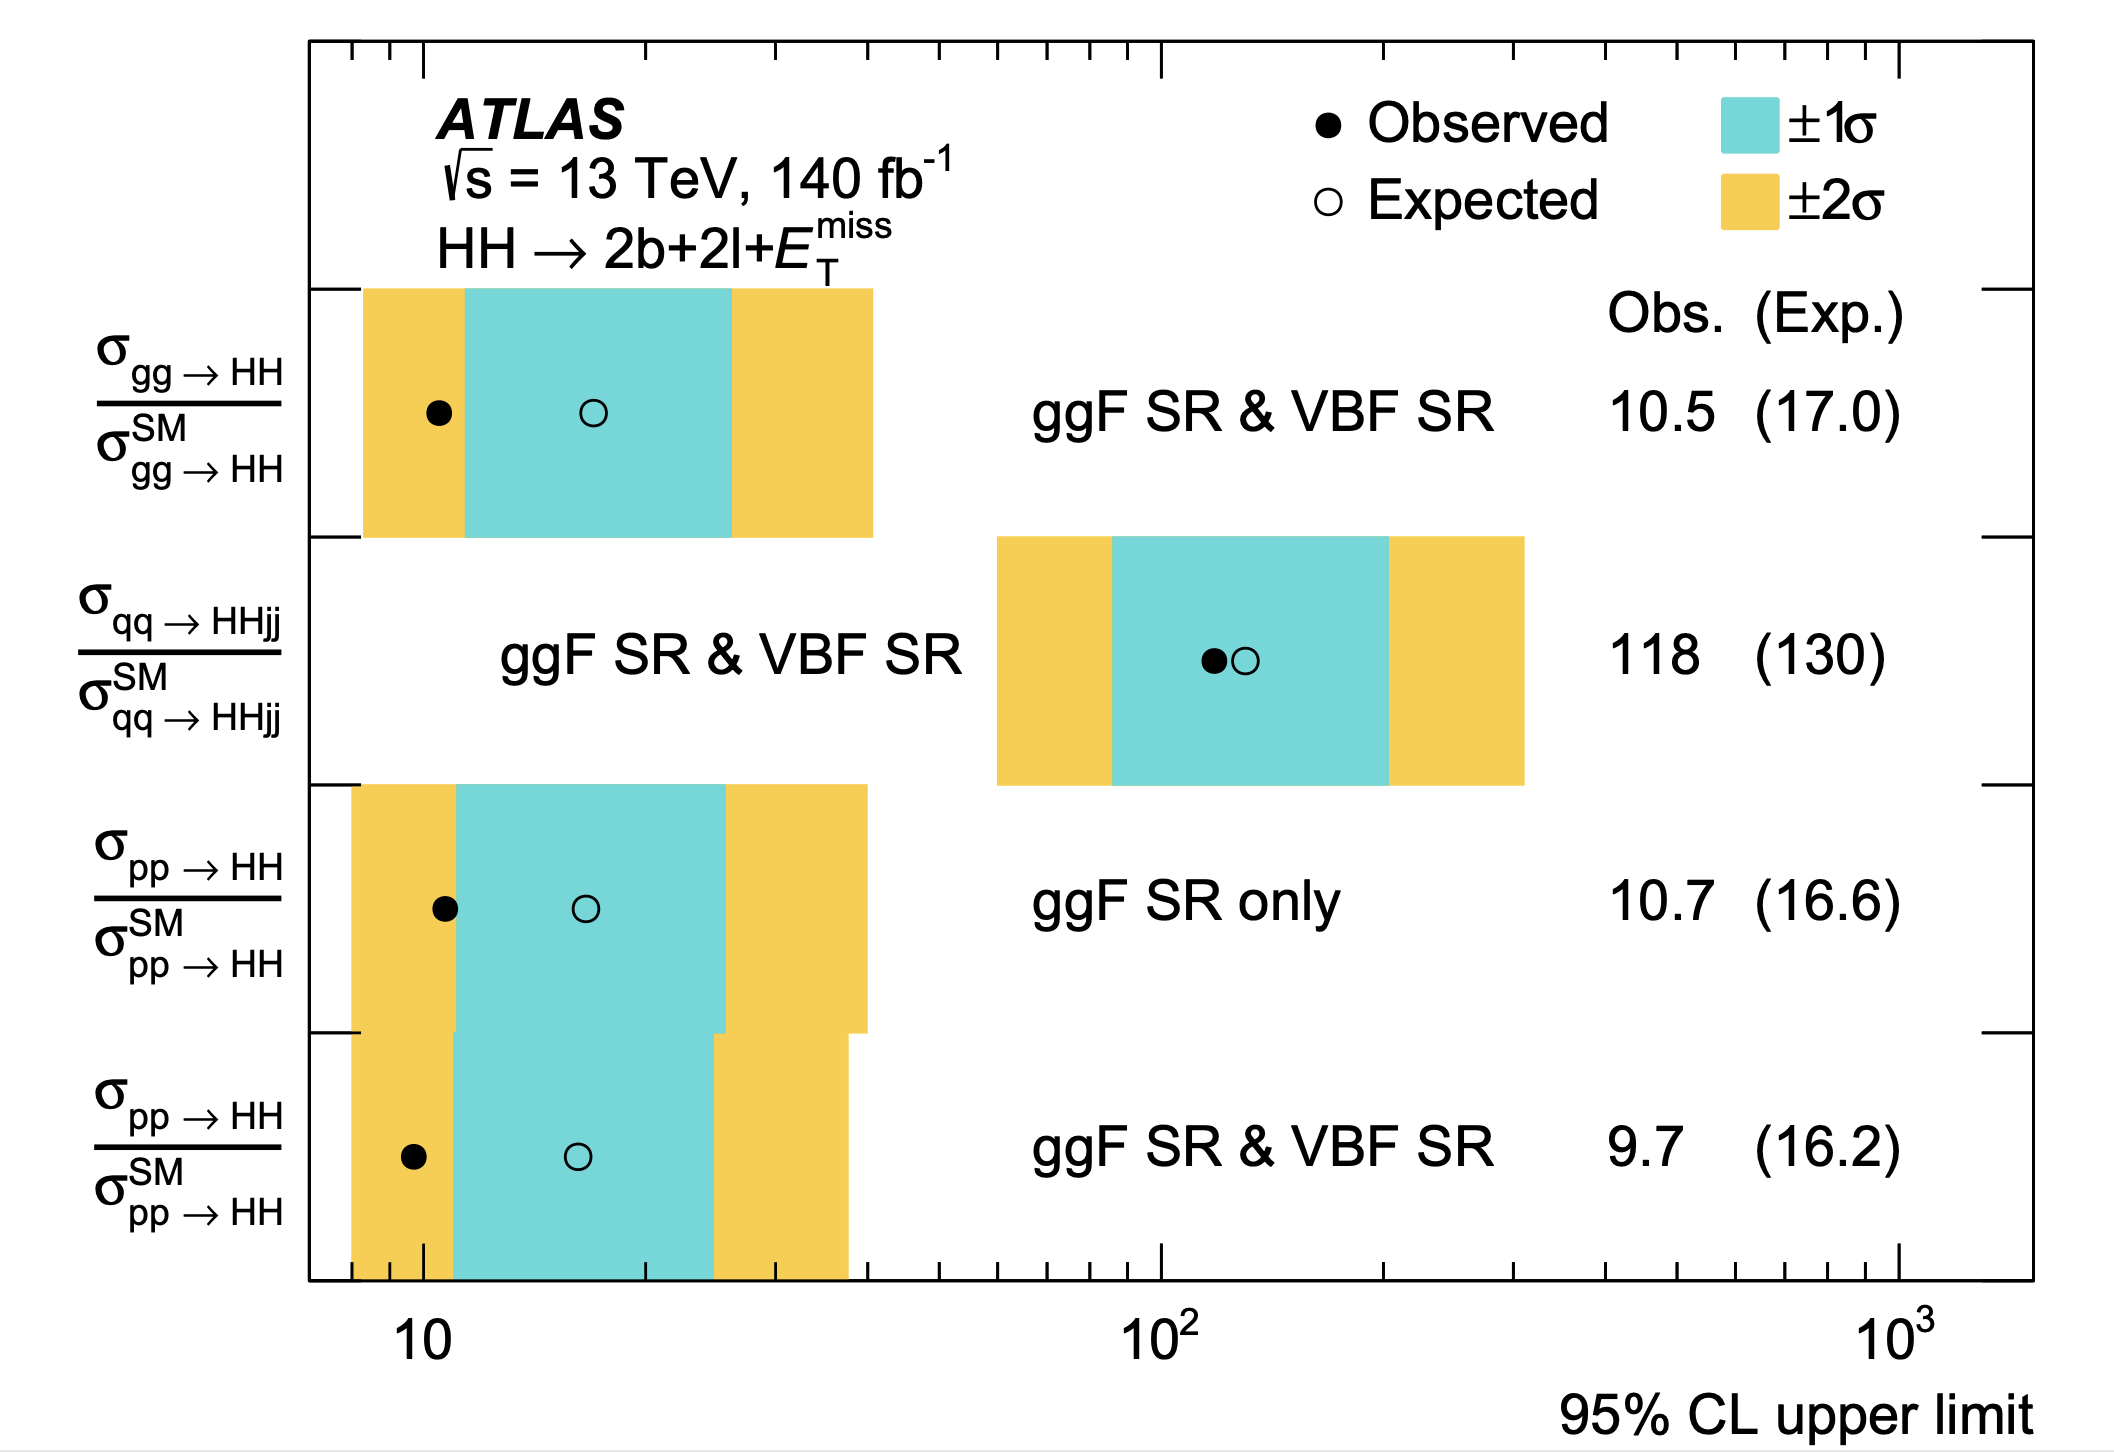 ATLAS
√s = 13 TeV, 140 fb⁻¹
HH → 2b+2l+E_T^miss
● Observed ±1σ
○ Expected ±2σ
Obs. (Exp.)
σ_gg → HH
σ^SM_gg → HH
ggF SR & VBF SR 10.5 (17.0)
σ_qq → HHjj
σ^SM_qq → HHjj
ggF SR & VBF SR 118 (130)
σ_pp → HH
σ^SM_pp → HH
ggF SR only 10.7 (16.6)
σ_pp → HH
σ^SM_pp → HH
ggF SR & VBF SR 9.7 (16.2)
10 10² 10³
95% CL upper limit